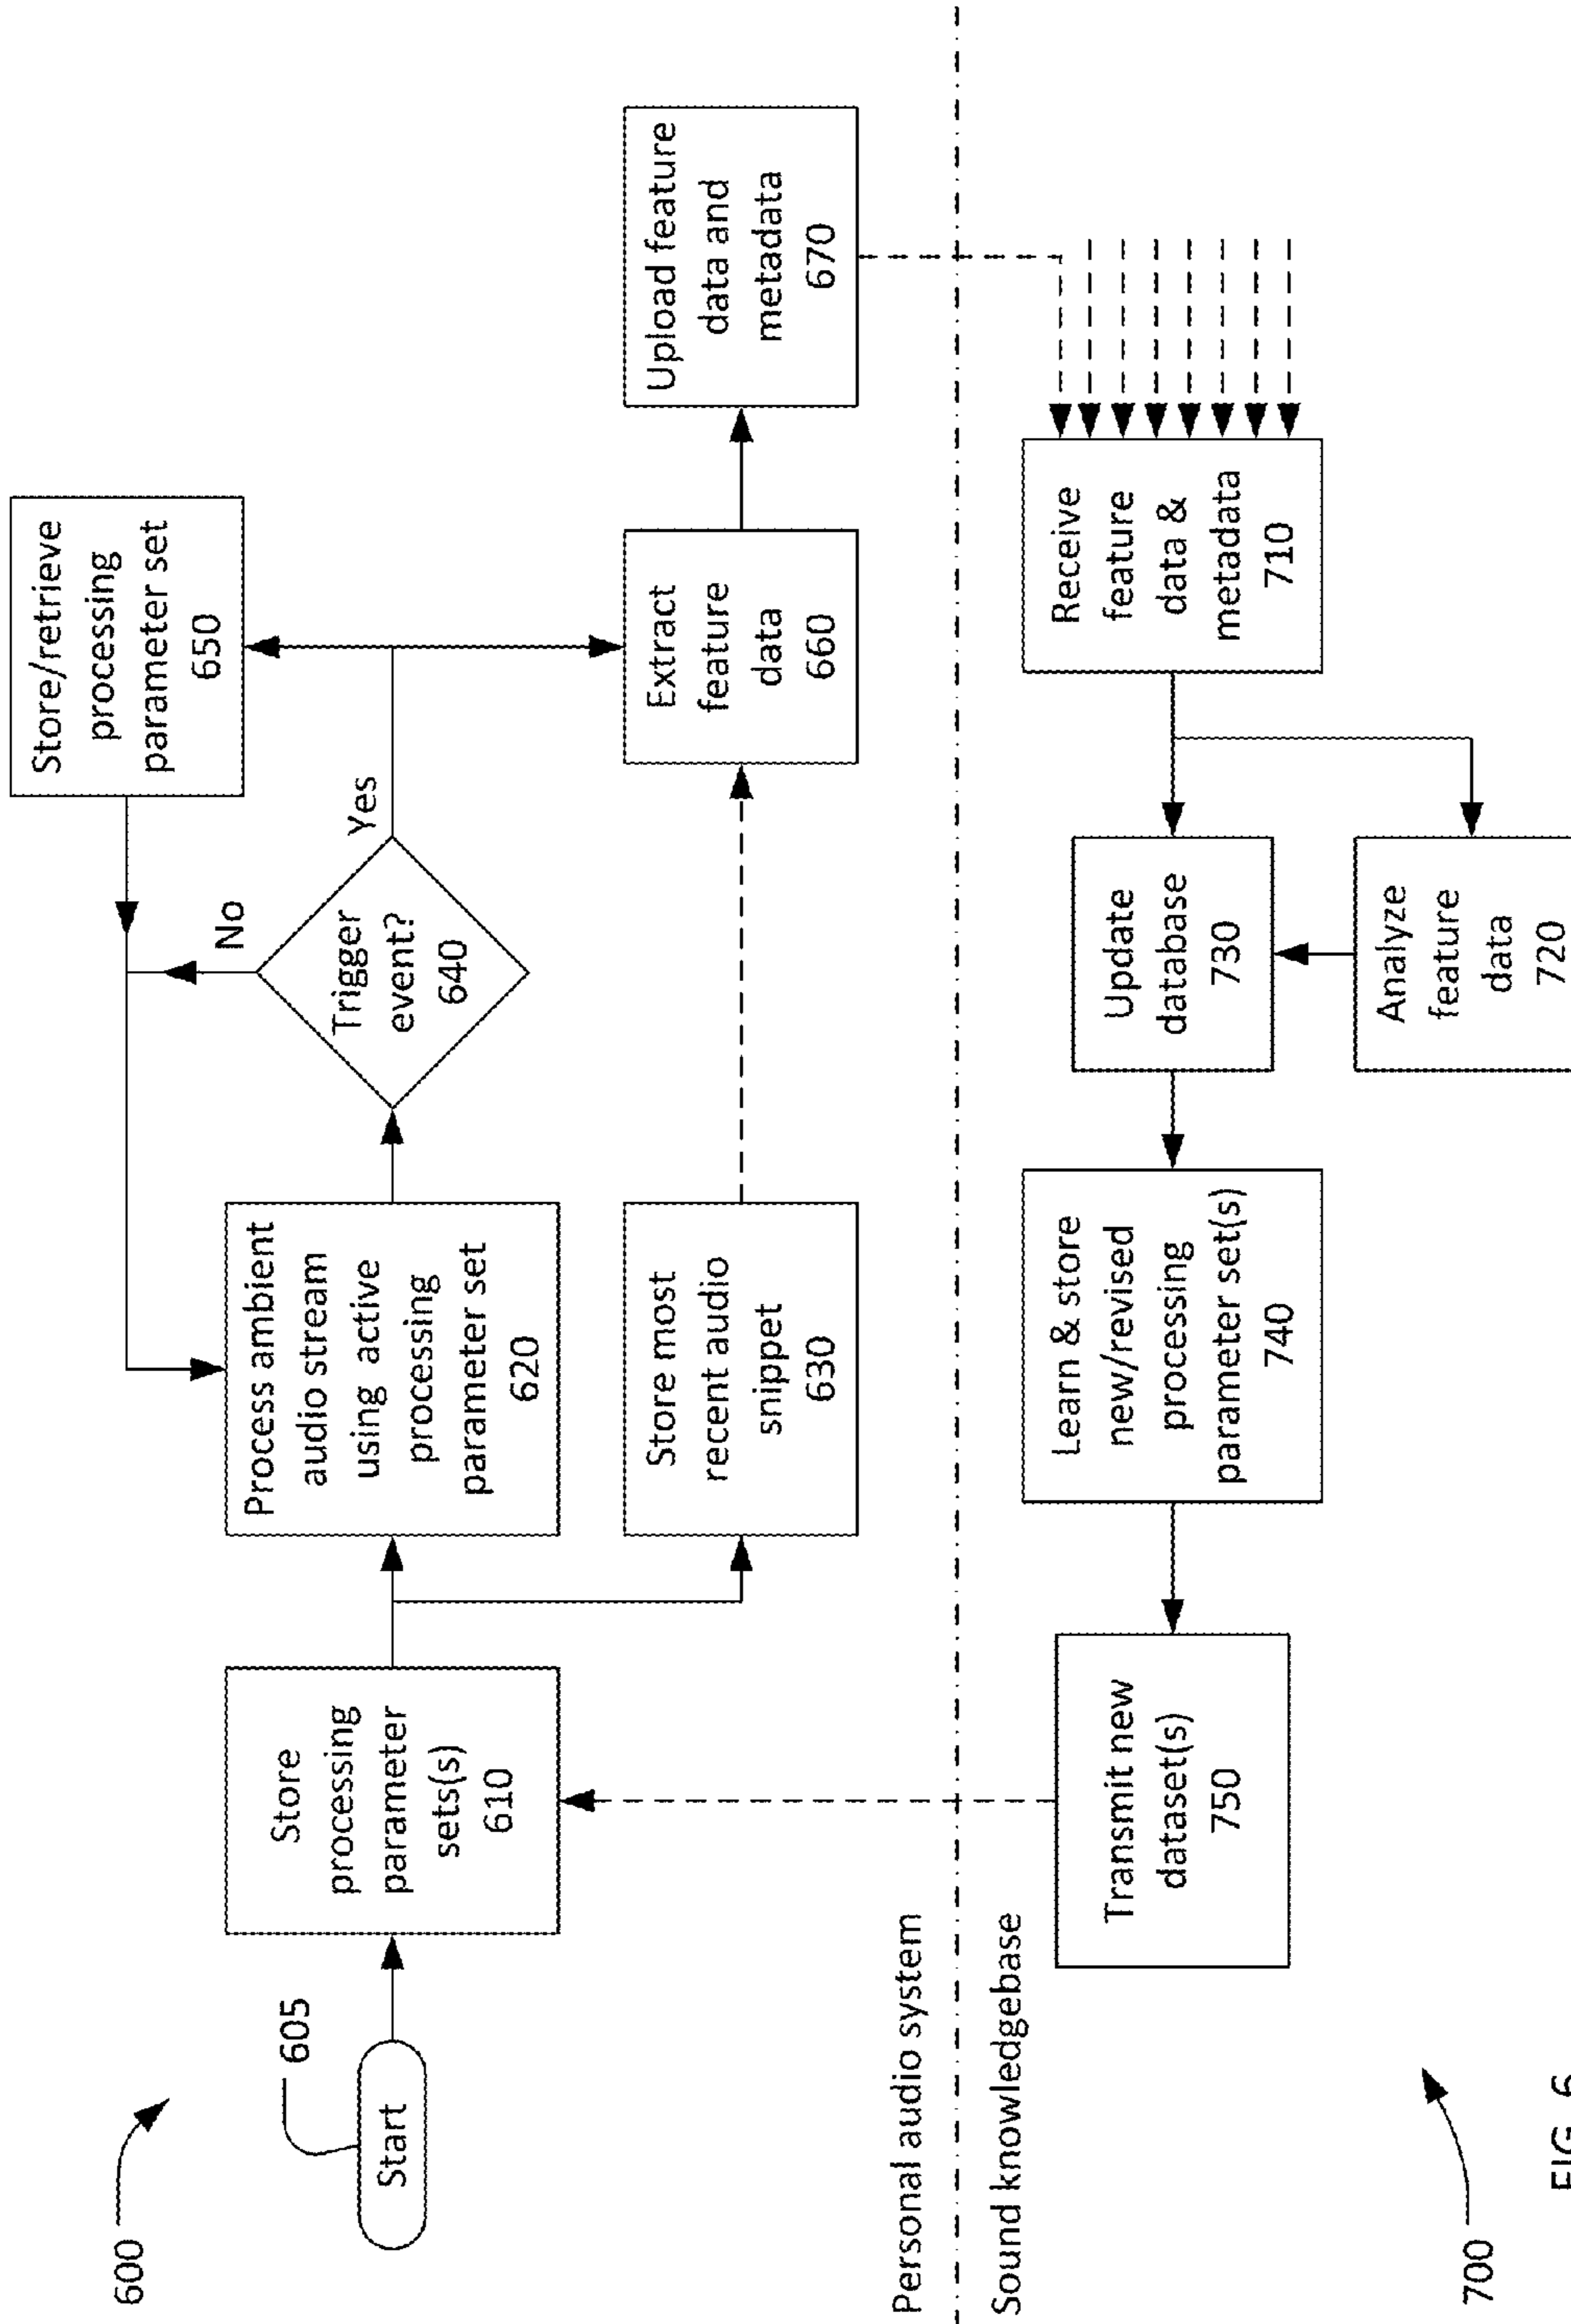 600
605
Start
Store
processing
parameter
sets(s)
610
Process ambient
audio stream
using active
processing
parameter set
620
Trigger
event?
640
No
Yes
Store/retrieve
processing
parameter set
650
Store most
recent audio
snippet
630
Extract
feature
data
660
Upload feature
data and
metadata
670
Personal audio system
Sound knowledgebase
Transmit new
dataset(s)
750
Learn & store
new/revised
processing
parameter set(s)
740
Update
database
730
Receive
feature
data &
metadata
710
Analyze
feature
data
720
700
FIG. 6